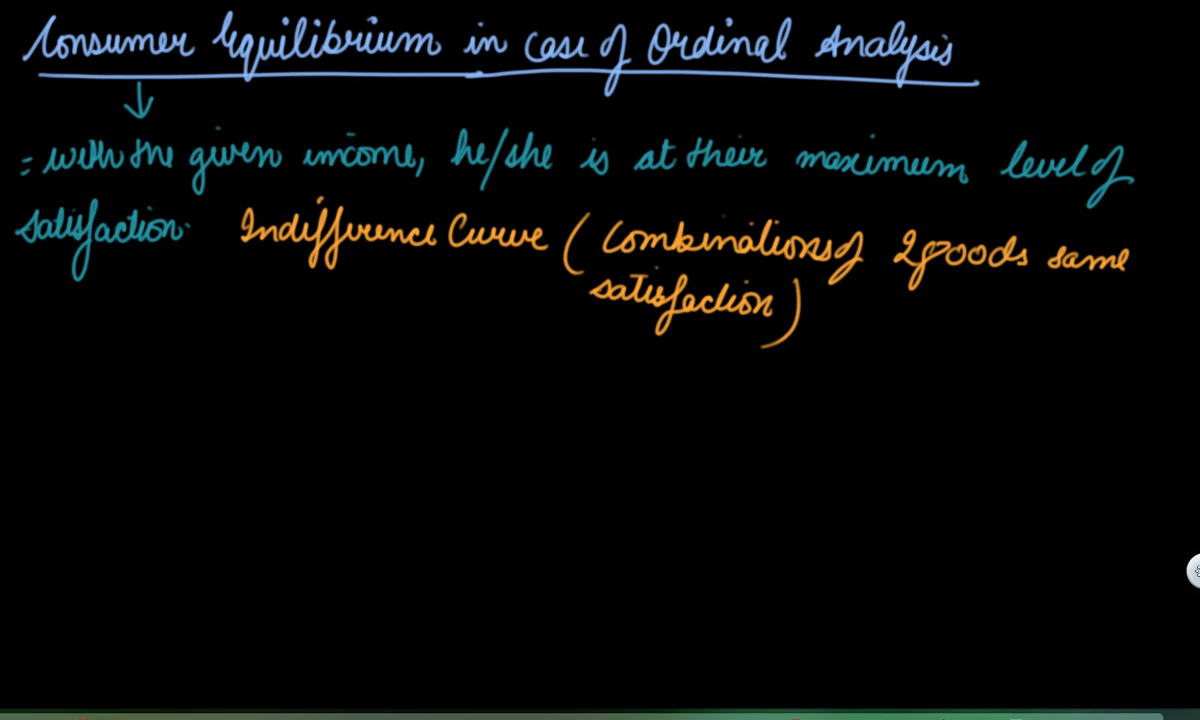 Consumer Equilibrium in case of Ordinal Analysis
= with the given income, he/she is at their maximum level of
satisfaction. Indifference Curve (Combinations of 2 goods same
satisfaction)